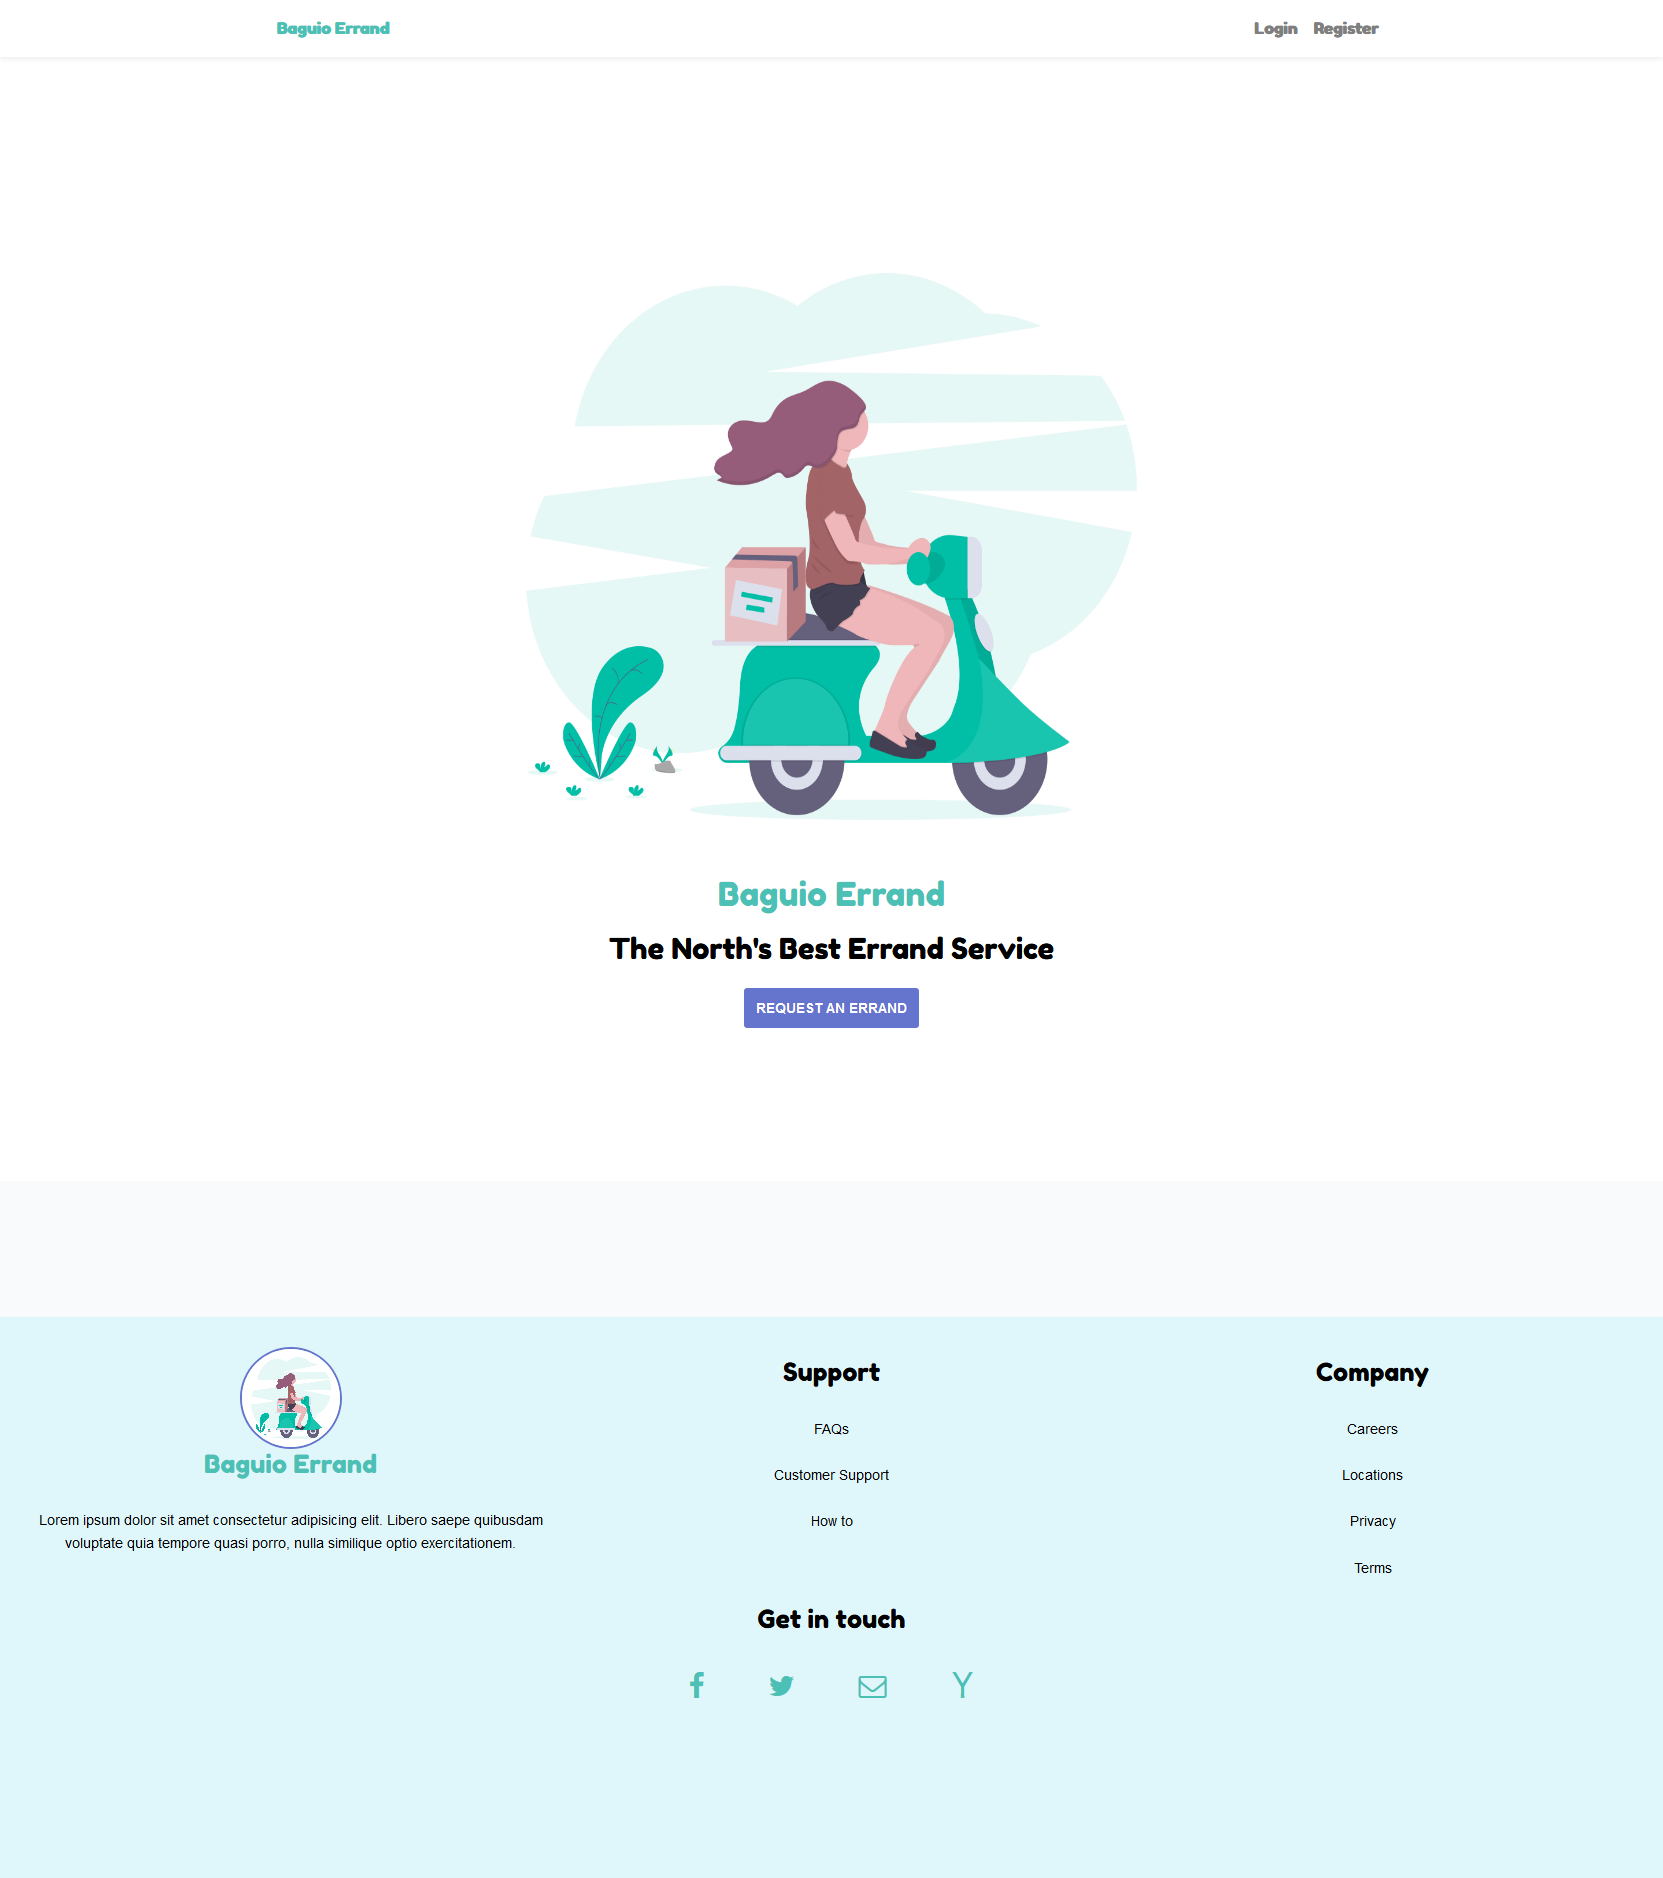 Baguio Errand
Login Register
Baguio Errand
The North's Best Errand Service
REQUEST AN ERRAND
Baguio Errand
Lorem ipsum dolor sit amet consectetur adipisicing elit. Libero saepe quibusdam
voluptate quia tempore quasi porro, nulla similique optio exercitationem.
Support
FAQs
Customer Support
How to
Company
Careers
Locations
Privacy
Terms
Get in touch